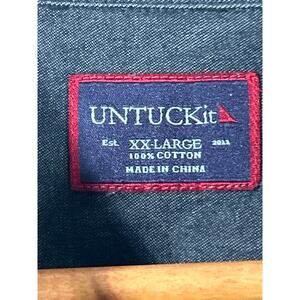 UNTUCKit
Est. XX-LARGE 2011
100% COTTON
MADE IN CHINA